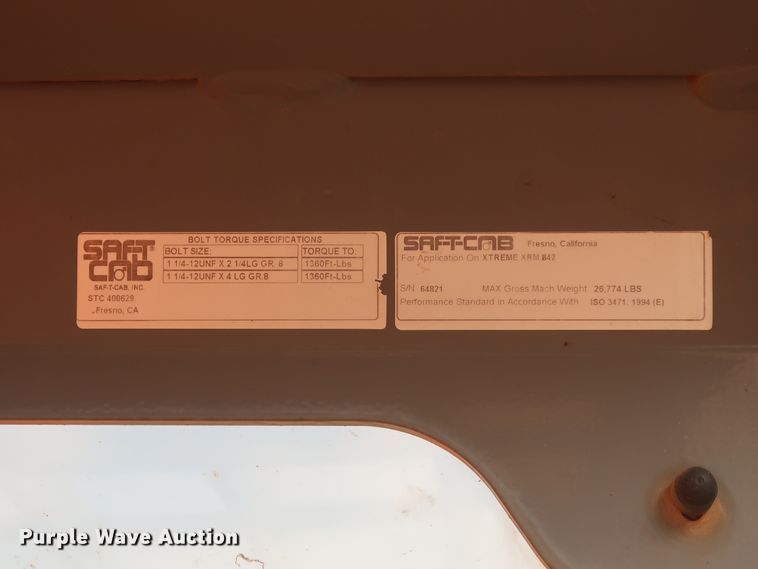 SAF-T CAB
SAF-T-CAB, INC.
STC 400629
Fresno, CA
BOLT TORQUE SPECIFICATIONS
BOLT SIZE: TORQUE TO:
1 1/4-12UNF X 2 1/4LG GR. 8 1360Ft-Lbs
1 1/4-12UNF X 4 LG GR.8 1360Ft-Lbs
SAF-T-CAB Fresno, California
For Application On XTREME XRM 842
S/N 64821 MAX Gross Mach Weight 26,774 LBS
Performance Standard in Accordance With ISO 3471: 1994 (E)
Purple Wave Auction